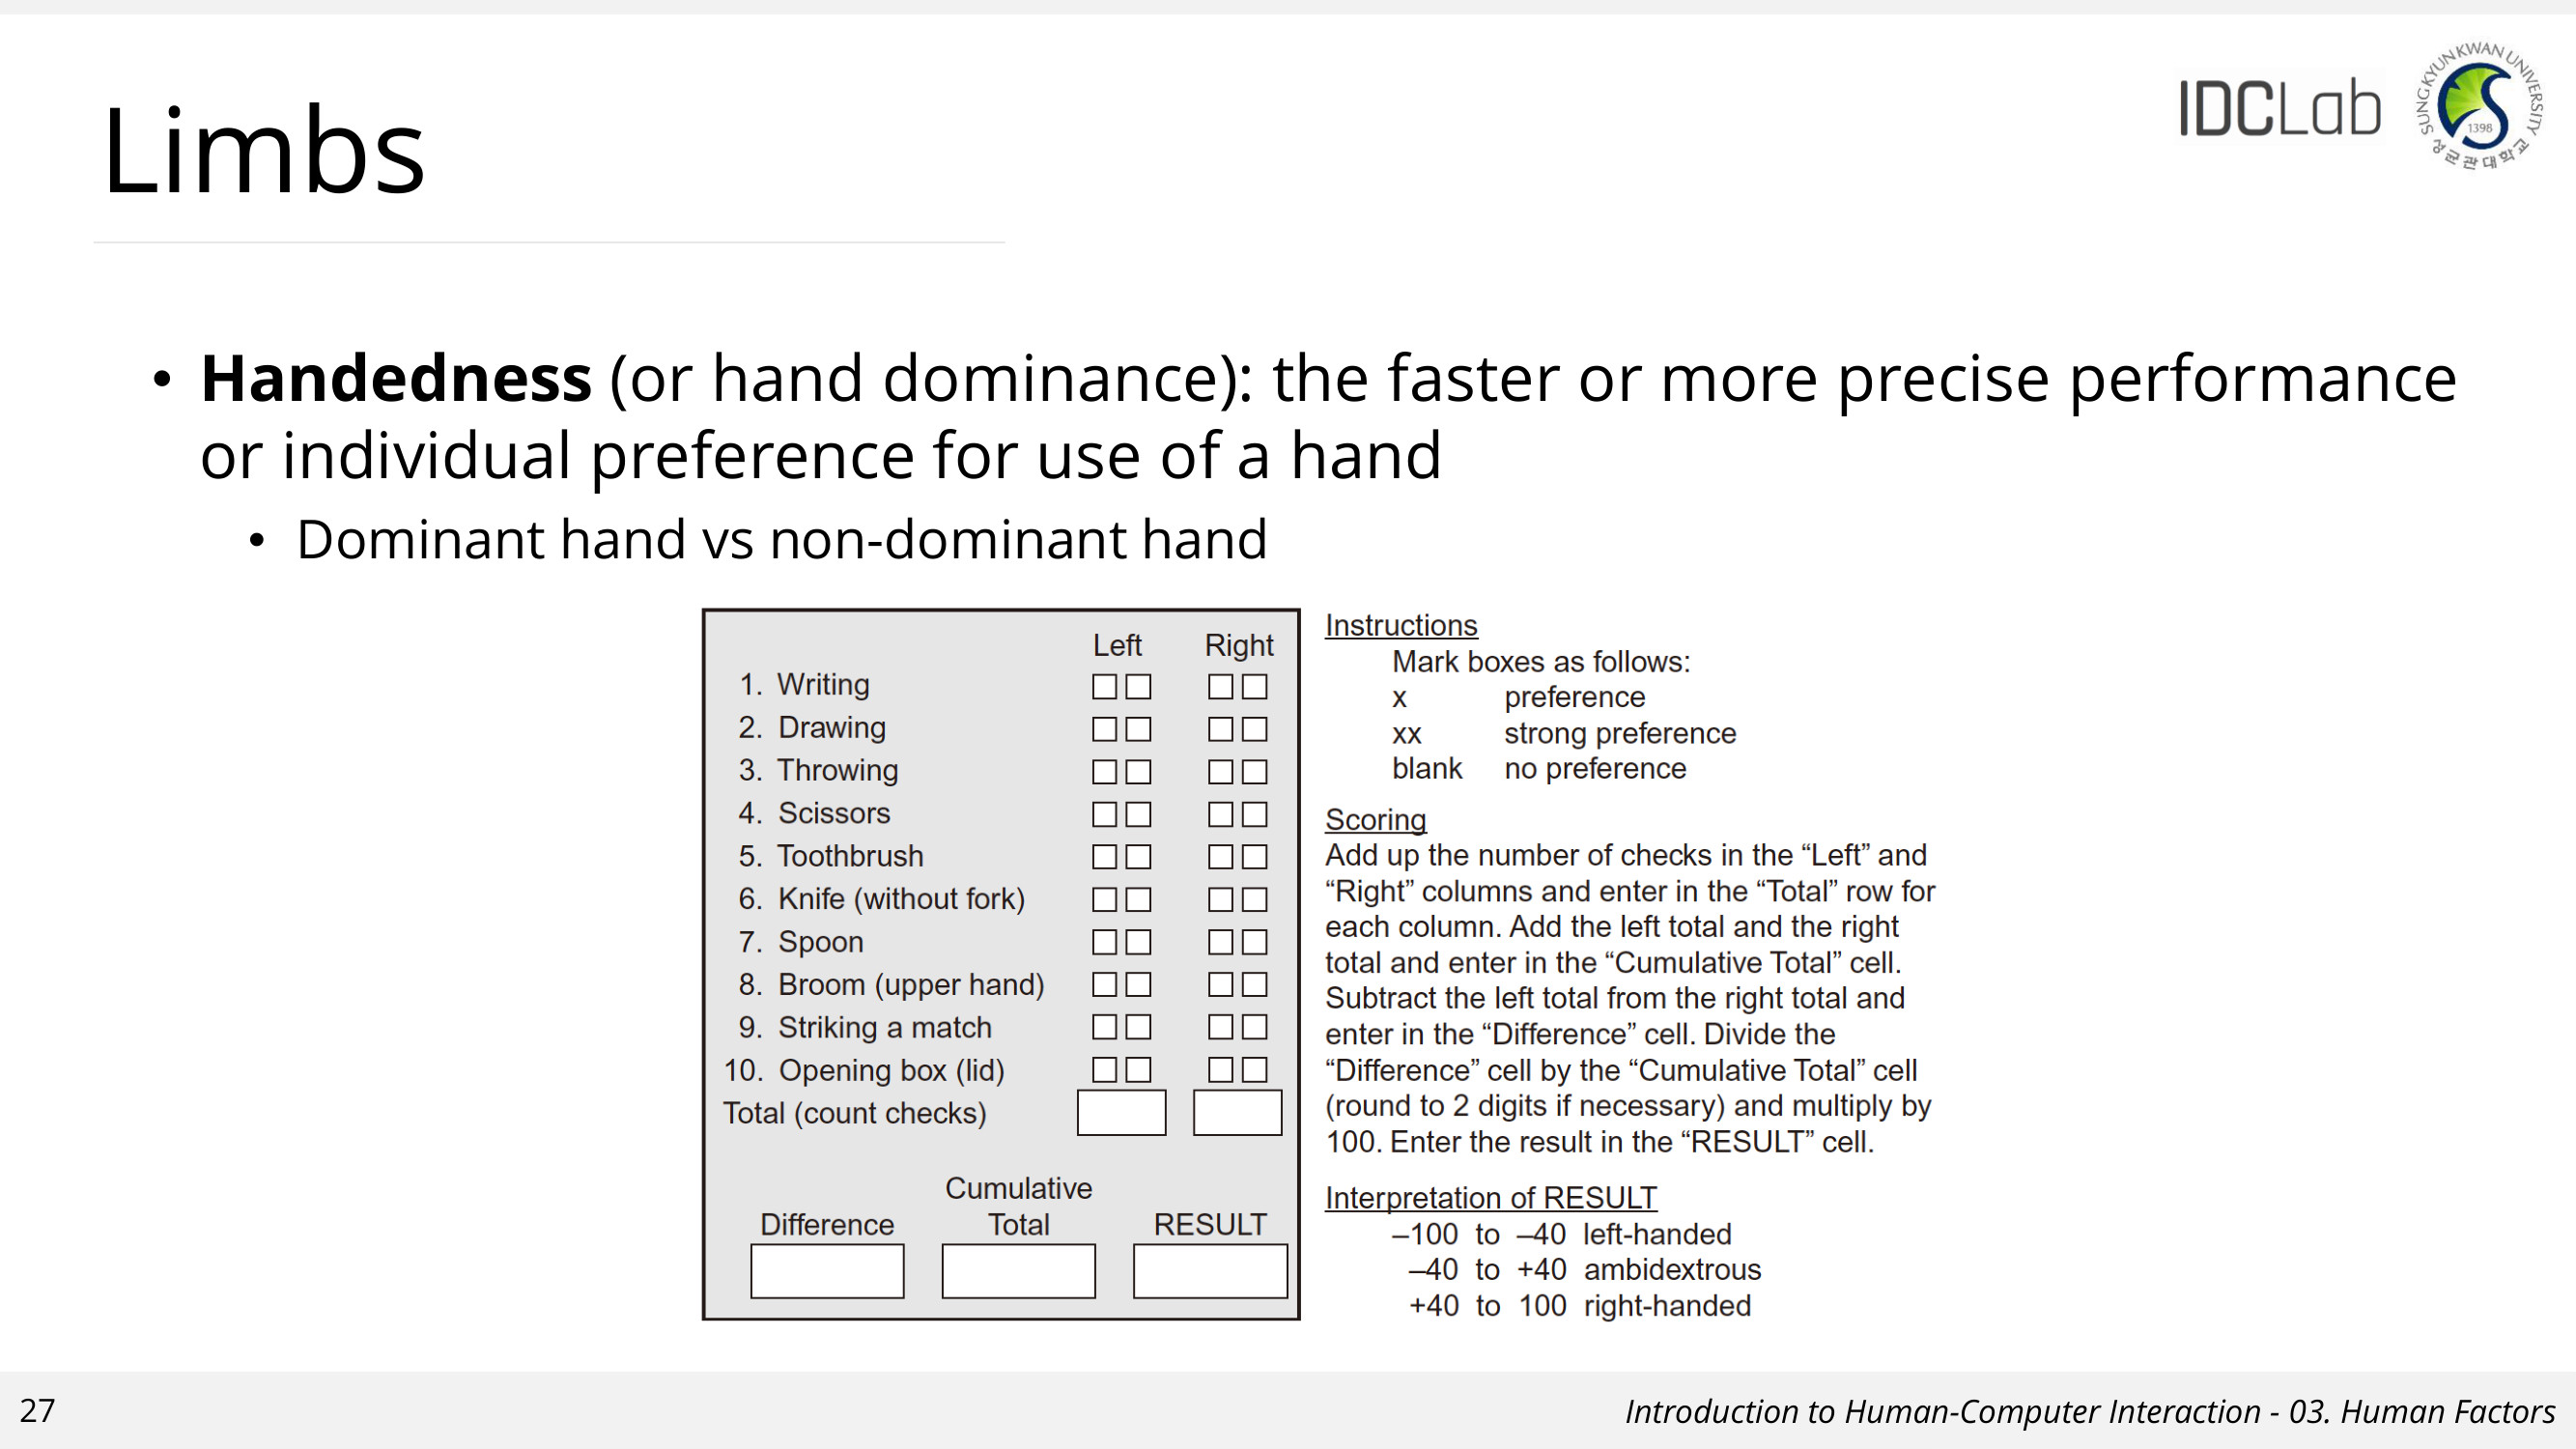 Limbs
IDCLab
SUNGKYUNKWAN UNIVERSITY
1398
성균관대학교
• Handedness (or hand dominance): the faster or more precise performance
or individual preference for use of a hand
• Dominant hand vs non-dominant hand
Left Right
1. Writing
2. Drawing
3. Throwing
4. Scissors
5. Toothbrush
6. Knife (without fork)
7. Spoon
8. Broom (upper hand)
9. Striking a match
10. Opening box (lid)
Total (count checks)
Cumulative
Difference Total RESULT
Instructions
Mark boxes as follows:
x preference
xx strong preference
blank no preference
Scoring
Add up the number of checks in the “Left” and
“Right” columns and enter in the “Total” row for
each column. Add the left total and the right
total and enter in the “Cumulative Total” cell.
Subtract the left total from the right total and
enter in the “Difference” cell. Divide the
“Difference” cell by the “Cumulative Total” cell
(round to 2 digits if necessary) and multiply by
100. Enter the result in the “RESULT” cell.
Interpretation of RESULT
–100 to –40 left-handed
–40 to +40 ambidextrous
+40 to 100 right-handed
27
Introduction to Human-Computer Interaction - 03. Human Factors